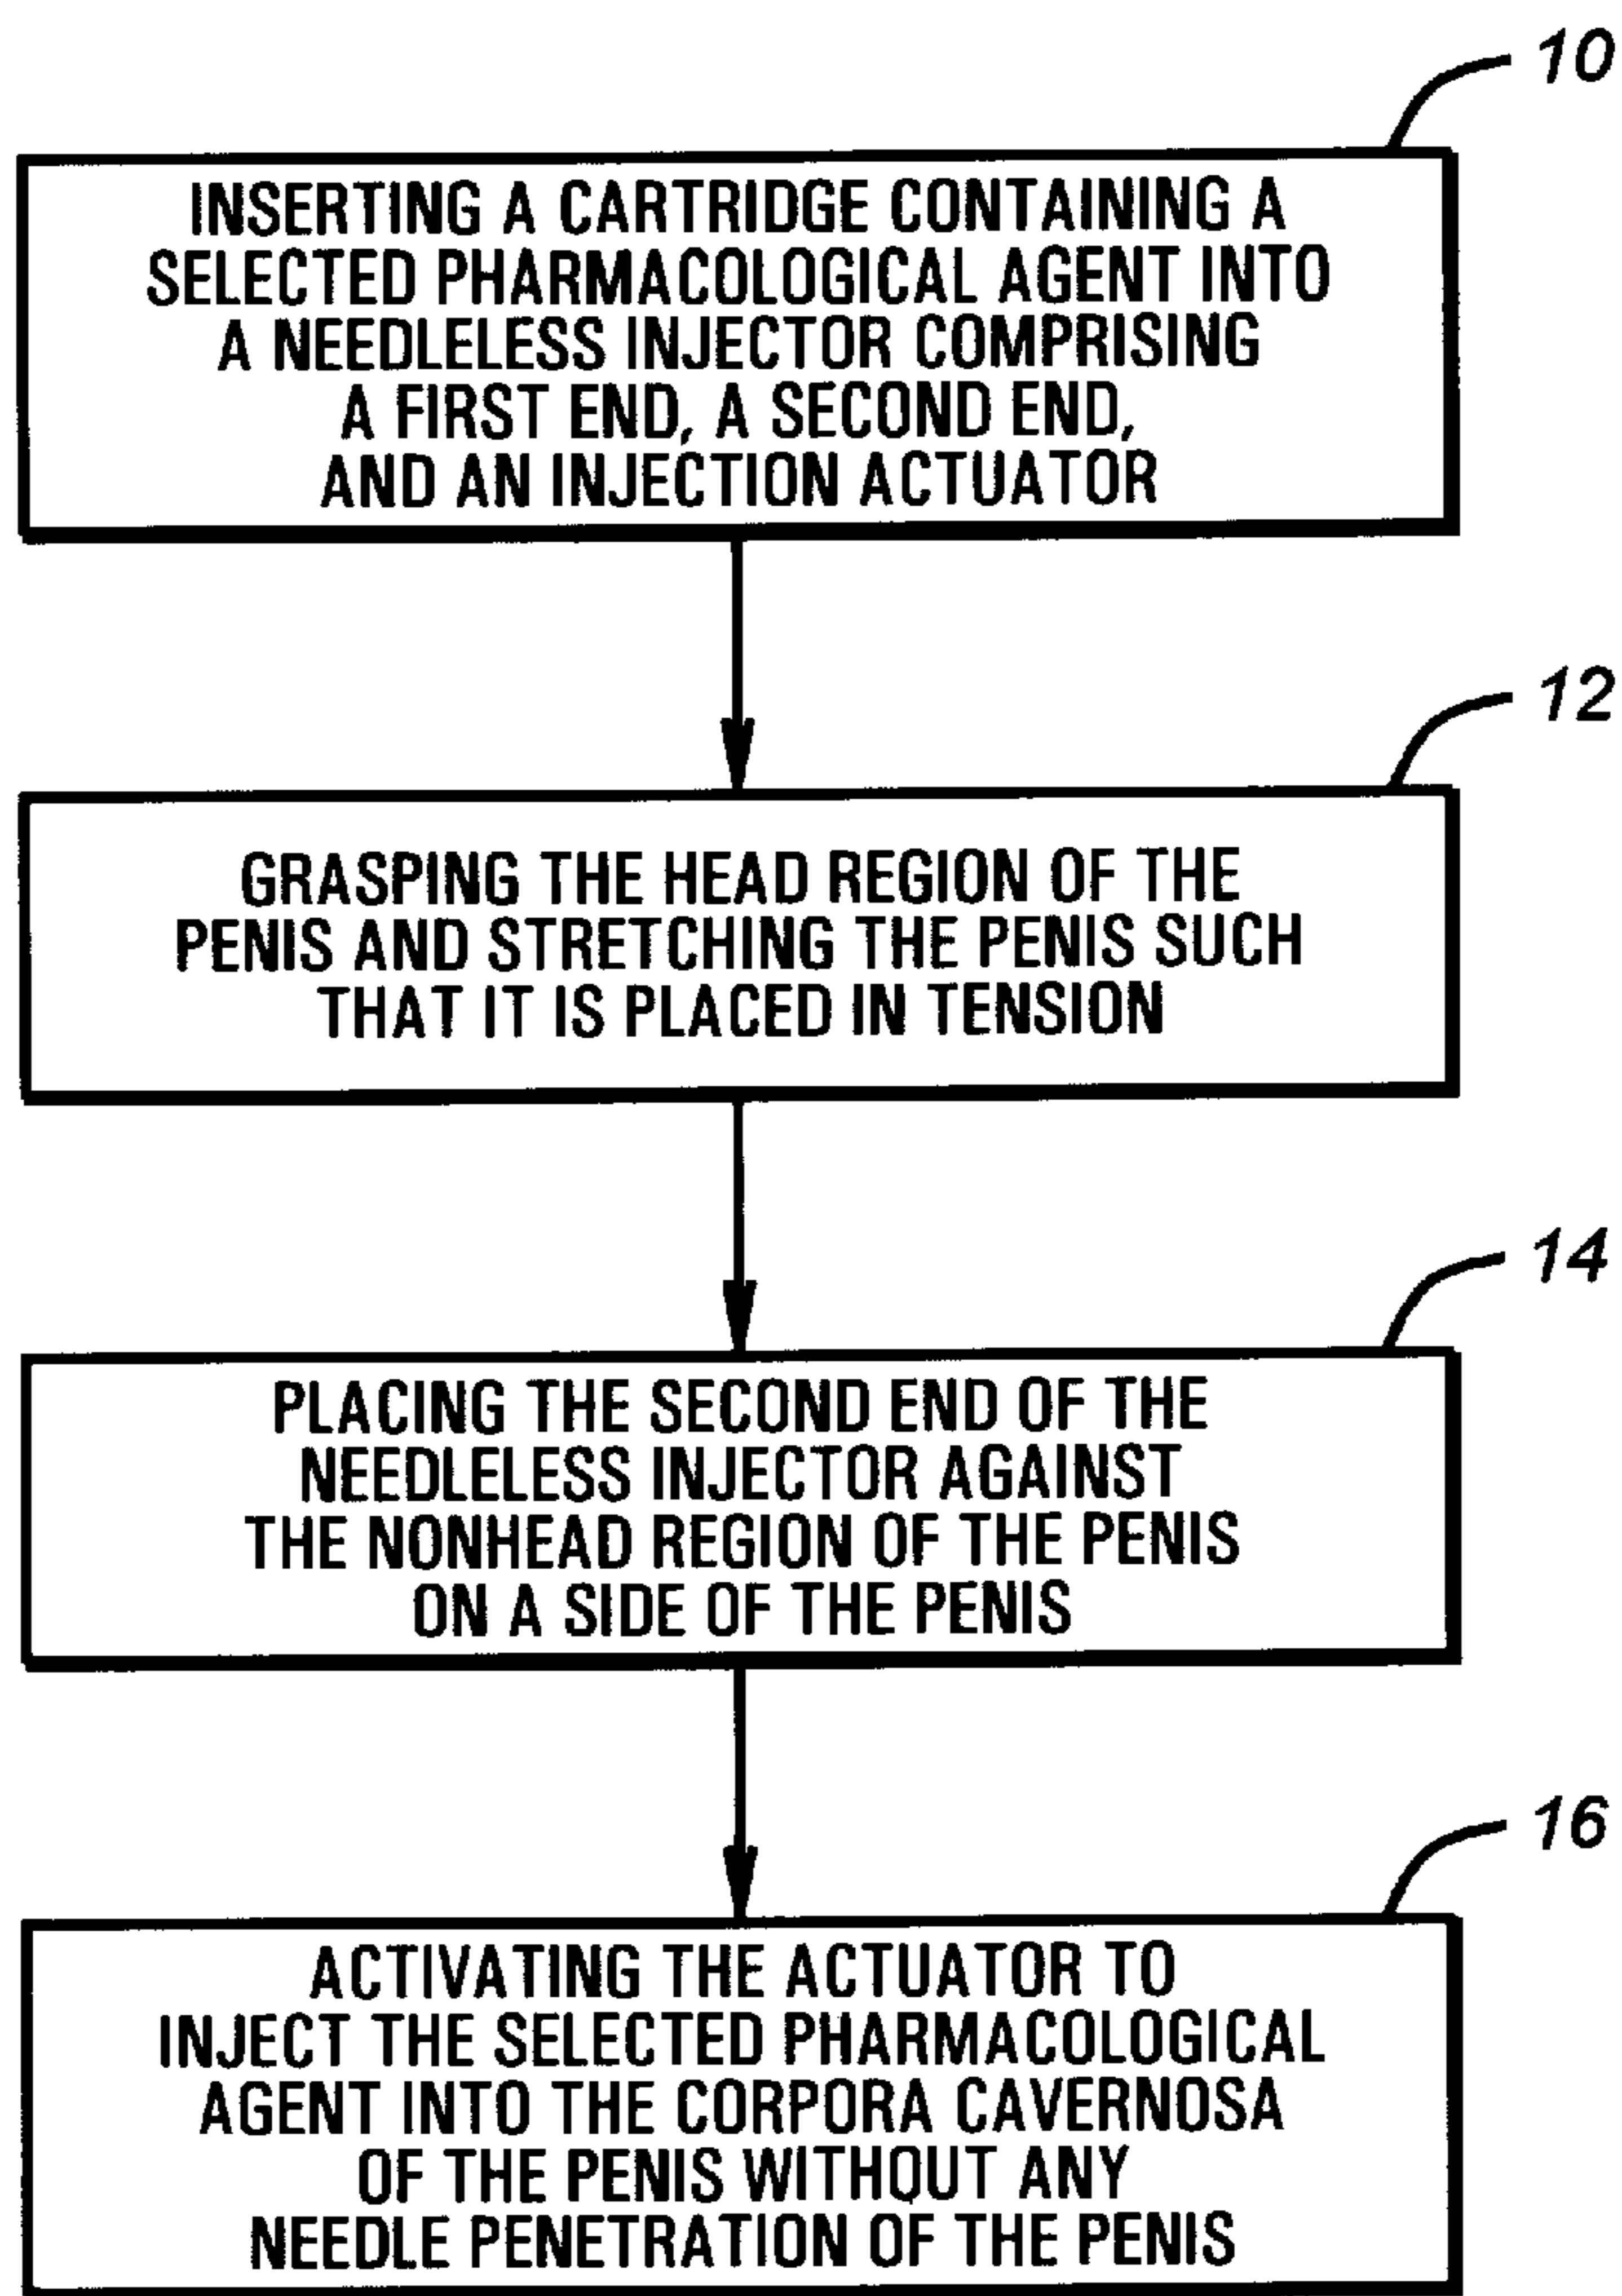 10
INSERTING A CARTRIDGE CONTAINING A
SELECTED PHARMACOLOGICAL AGENT INTO
A NEEDLELESS INJECTOR COMPRISING
A FIRST END, A SECOND END,
AND AN INJECTION ACTUATOR
12
GRASPING THE HEAD REGION OF THE
PENIS AND STRETCHING THE PENIS SUCH
THAT IT IS PLACED IN TENSION
14
PLACING THE SECOND END OF THE
NEEDLELESS INJECTOR AGAINST
THE NONHEAD REGION OF THE PENIS
ON A SIDE OF THE PENIS
16
ACTIVATING THE ACTUATOR TO
INJECT THE SELECTED PHARMACOLOGICAL
AGENT INTO THE CORPORA CAVERNOSA
OF THE PENIS WITHOUT ANY
NEEDLE PENETRATION OF THE PENIS